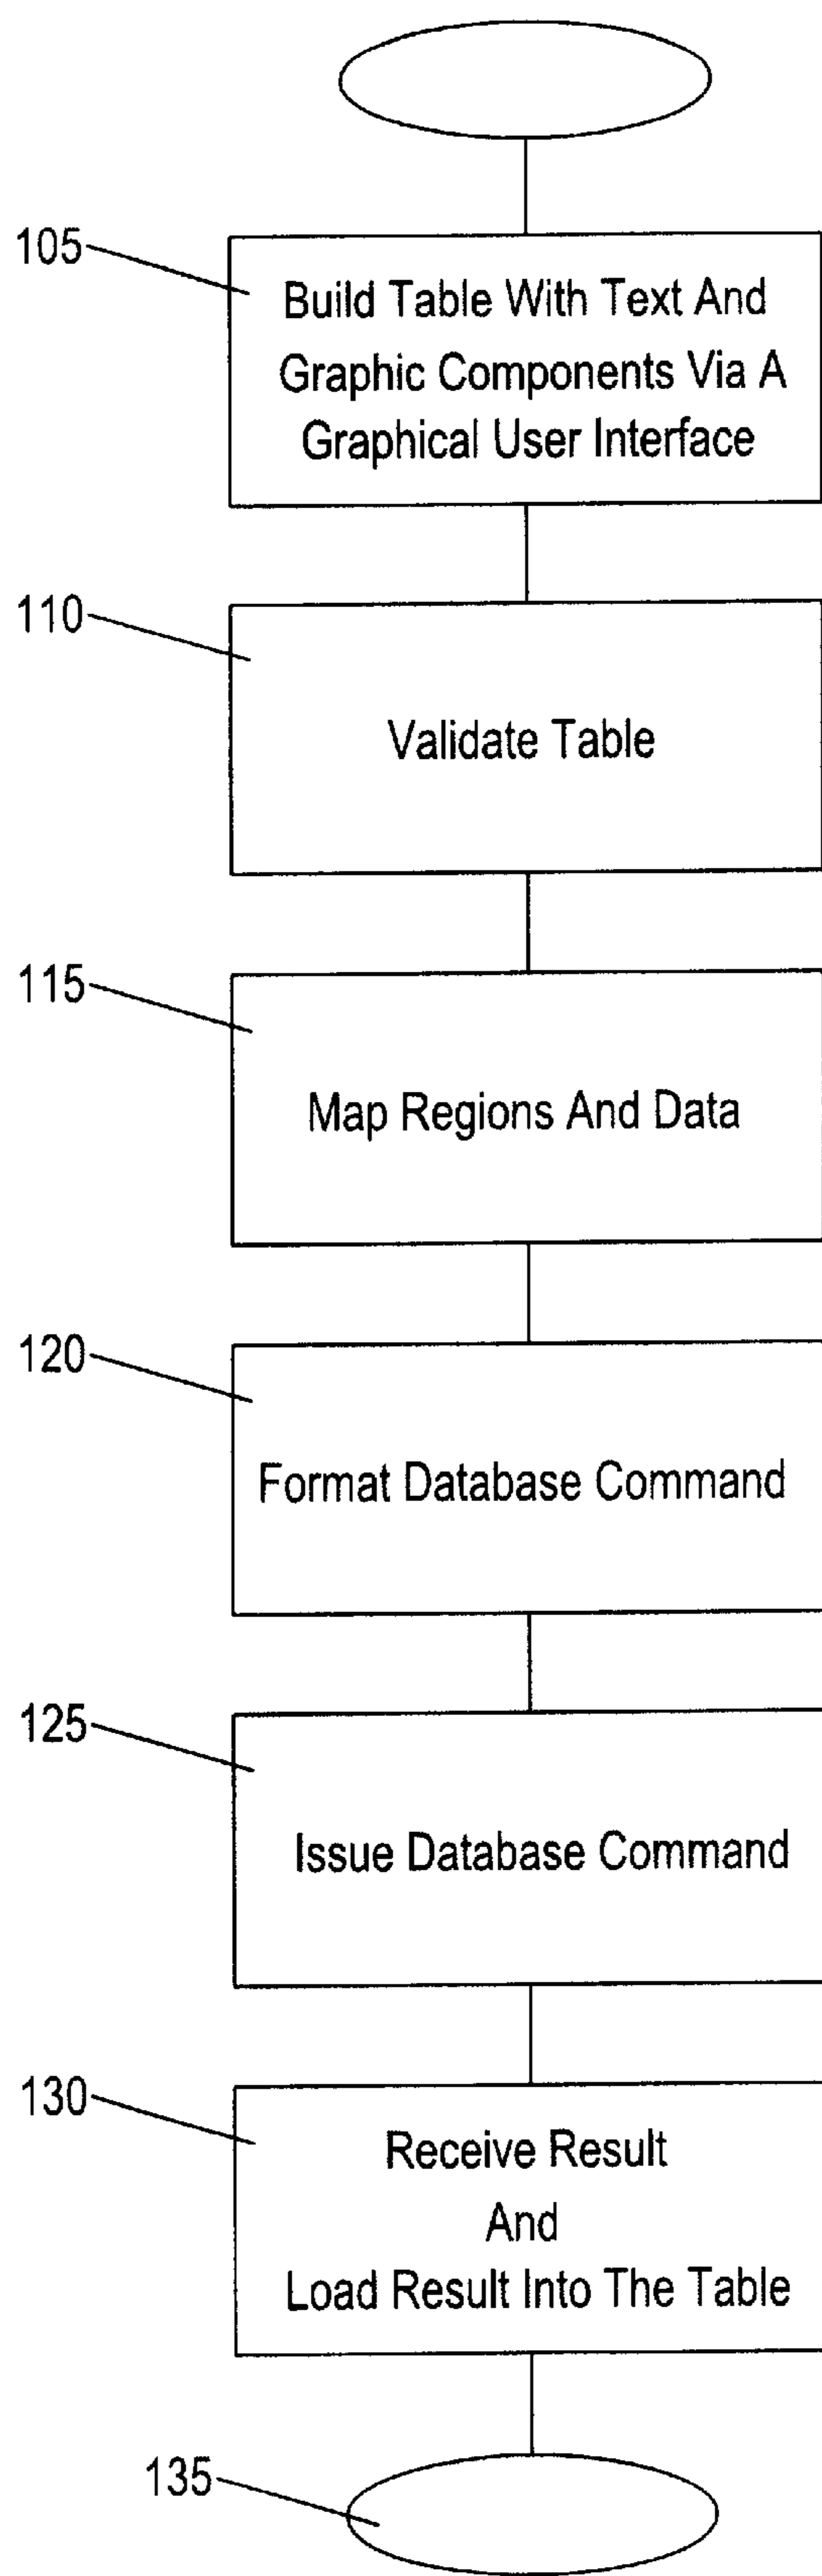 105
Build Table With Text And
Graphic Components Via A
Graphical User Interface
110
Validate Table
115
Map Regions And Data
120
Format Database Command
125
Issue Database Command
130
Receive Result
And
Load Result Into The Table
135